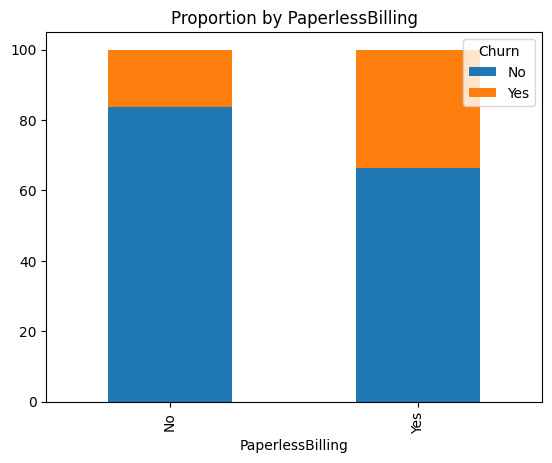 Proportion by PaperlessBilling
Churn
No
Yes
100
80
60
40
20
0
No
Yes
PaperlessBilling